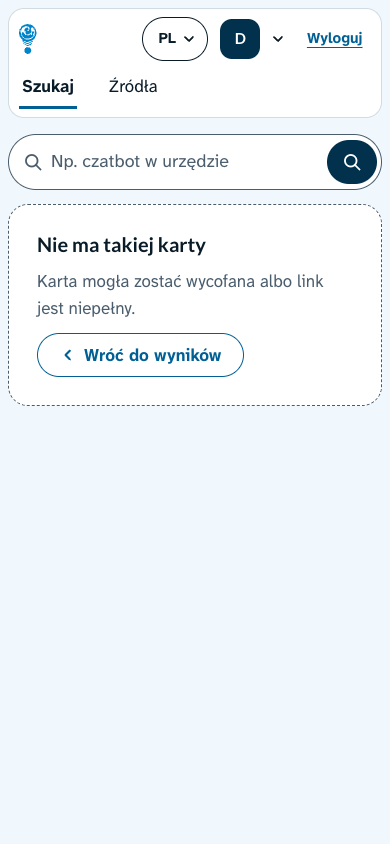 PL
D
Wyloguj
Szukaj
Źródła
Np. czatbot w urzędzie
Nie ma takiej karty
Karta mogła zostać wycofana albo link
jest niepełny.
Wróć do wyników